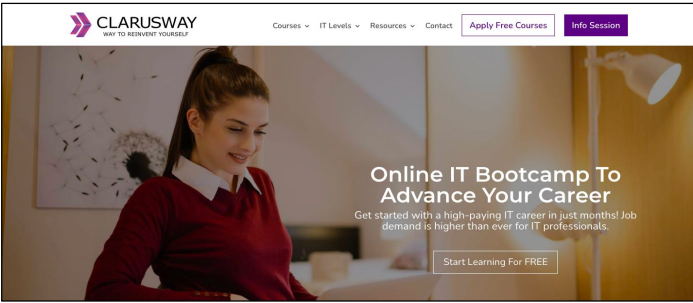 CLARUSWAY
WAY TO REINVENT YOURSELF
Courses IT Levels Resources Contact Apply Free Courses Info Session
Online IT Bootcamp To
Advance Your Career
Get started with a high-paying IT career in just months! Job
demand is higher than ever for IT professionals.
Start Learning For FREE